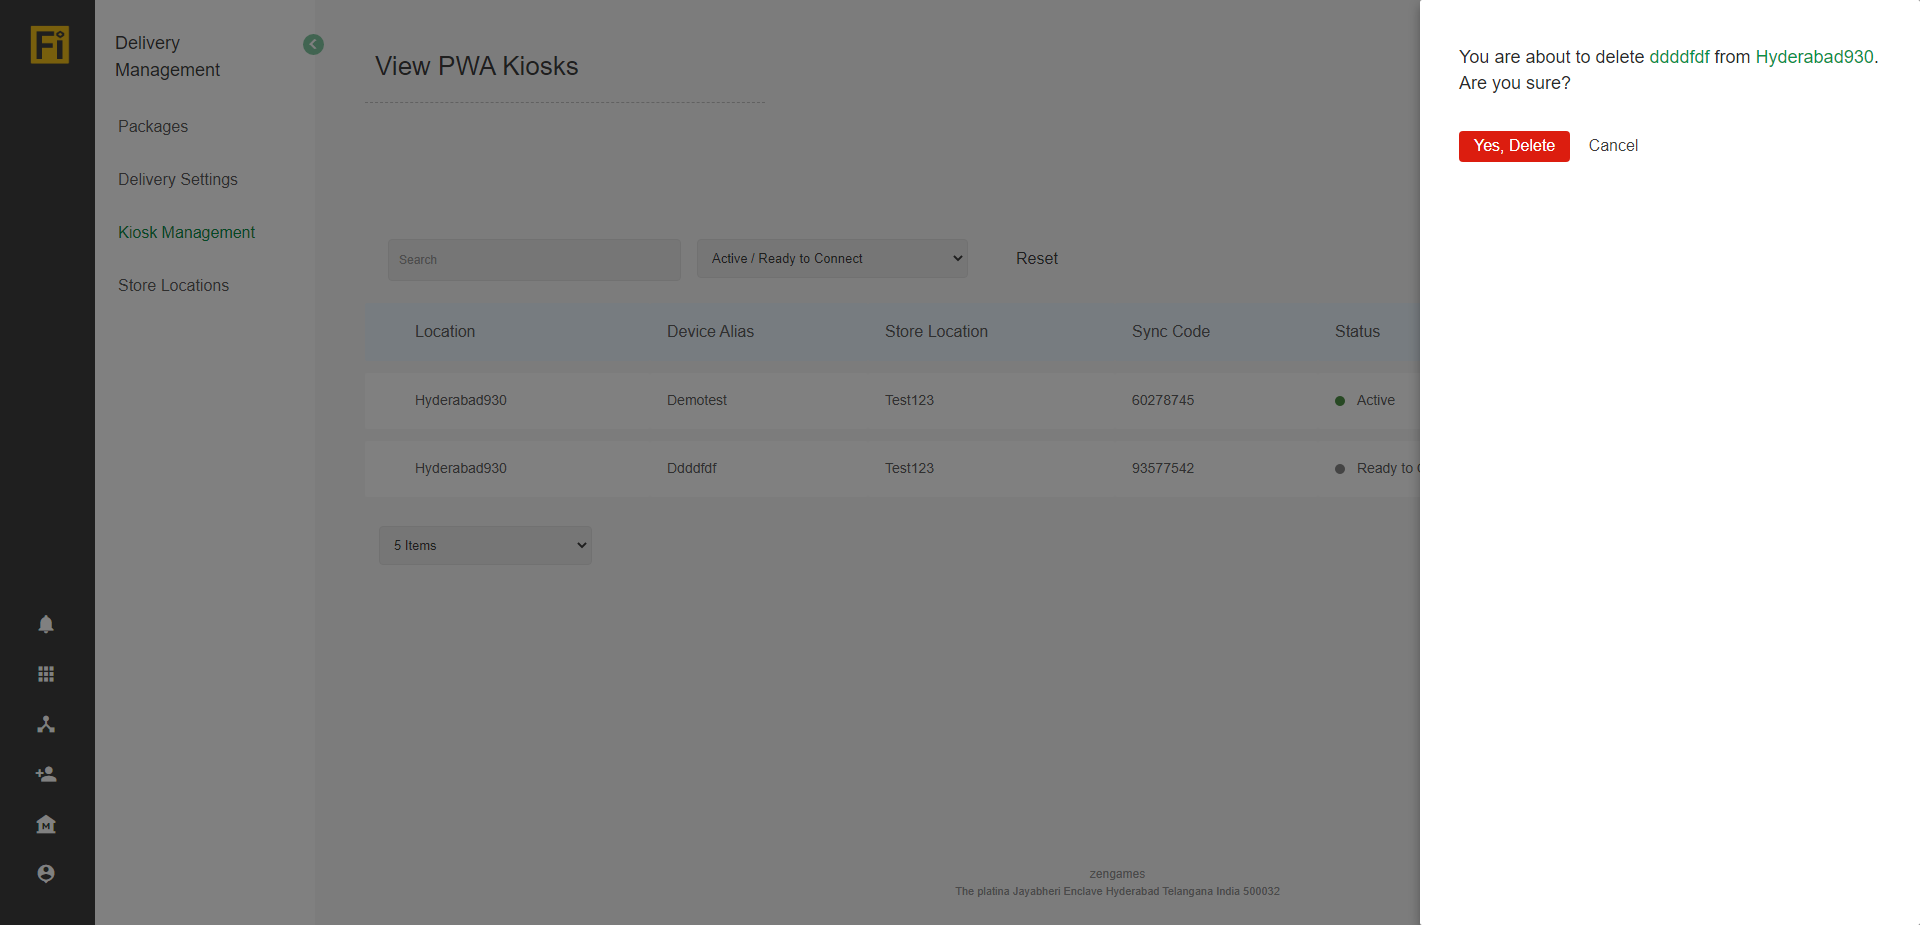 Fi
Delivery
Management
Packages
Delivery Settings
Kiosk Management
Store Locations
View PWA Kiosks
Search
Active / Ready to Connect
Reset
Location Device Alias Store Location Sync Code Status
Hyderabad930 Demotest Test123 60278745 Active
Hyderabad930 Ddddfdf Test123 93577542 Ready to
5 Items
M
zengames
The platina Jayabheri Enclave Hyderabad Telangana India 500032
You are about to delete ddddfdf from Hyderabad930.
Are you sure?
Yes, Delete Cancel